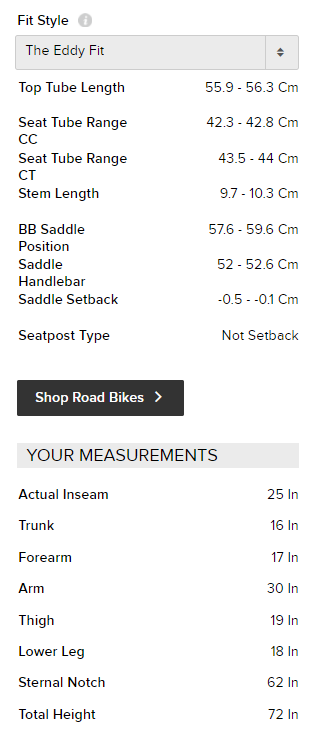 Fit Style
The Eddy Fit
Top Tube Length 55.9 - 56.3 Cm
Seat Tube Range 42.3 - 42.8 Cm
CC
Seat Tube Range 43.5 - 44 Cm
CT
Stem Length 9.7 - 10.3 Cm
BB Saddle 57.6 - 59.6 Cm
Position
Saddle 52 - 52.6 Cm
Handlebar
Saddle Setback -0.5 - -0.1 Cm
Seatpost Type Not Setback
Shop Road Bikes
YOUR MEASUREMENTS
Actual Inseam 25 In
Trunk 16 In
Forearm 17 In
Arm 30 In
Thigh 19 In
Lower Leg 18 In
Sternal Notch 62 In
Total Height 72 In